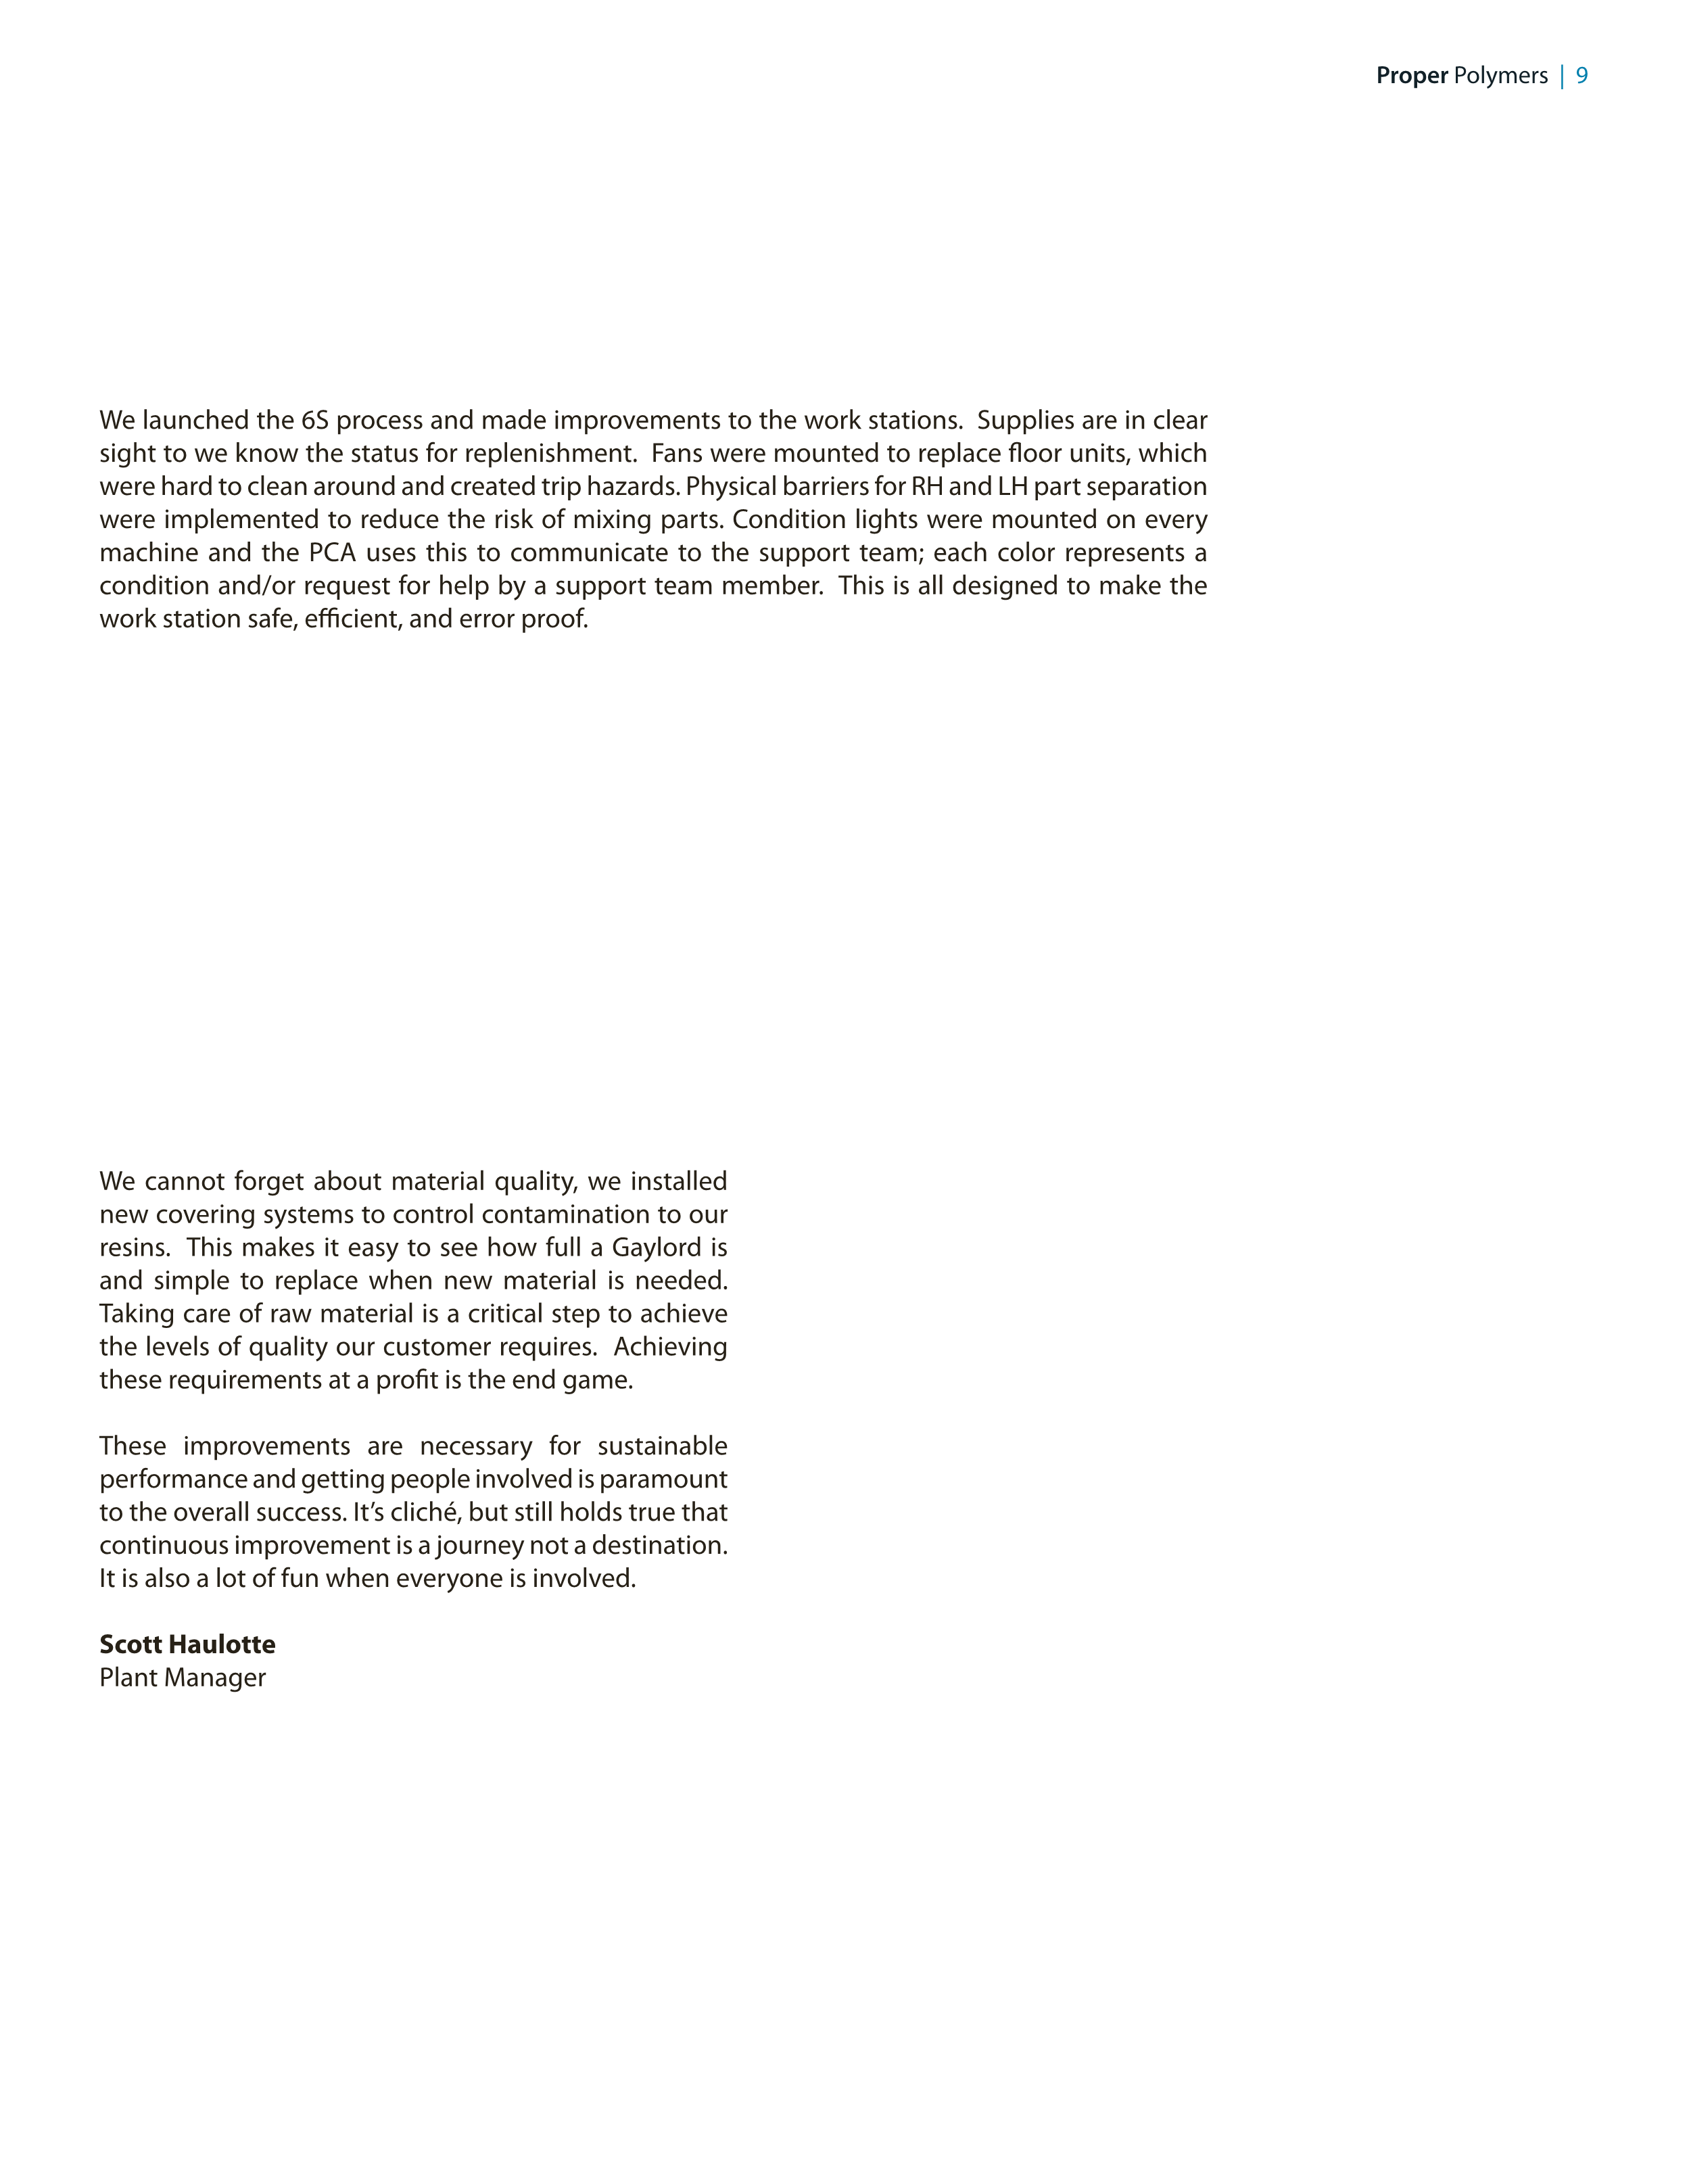 Proper Polymers | 9
We launched the 6S process and made improvements to the work stations.  Supplies are in clear
sight to we know the status for replenishment.  Fans were mounted to replace floor units, which
were hard to clean around and created trip hazards. Physical barriers for RH and LH part separation
were implemented to reduce the risk of mixing parts. Condition lights were mounted on every
machine and the PCA uses this to communicate to the support team; each color represents a
condition and/or request for help by a support team member.  This is all designed to make the
work station safe, efficient, and error proof.
We cannot forget about material quality, we installed
new covering systems to control contamination to our
resins.  This makes it easy to see how full a Gaylord is
and simple to replace when new material is needed.
Taking care of raw material is a critical step to achieve
the levels of quality our customer requires.  Achieving
these requirements at a profit is the end game.
These improvements are necessary for sustainable
performance and getting people involved is paramount
to the overall success. It’s cliché, but still holds true that
continuous improvement is a journey not a destination.
It is also a lot of fun when everyone is involved.
Scott Haulotte
Plant Manager